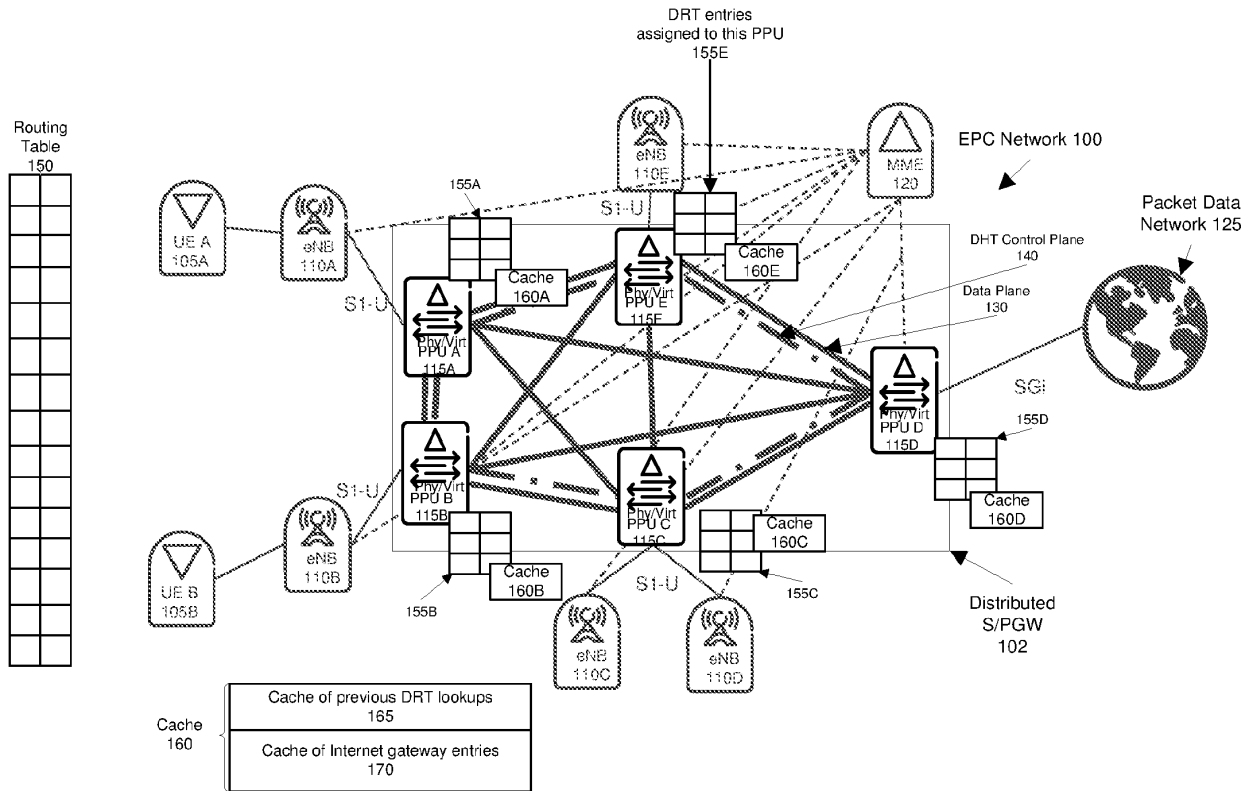 DRT entries
assigned to this PPU
155E
Routing
Table
150
eNB
110E
MME
120
EPC Network 100
Packet Data
Network 125
155A
S1-U
UE A
105A
eNB
110A
Cache
160A
Cache
160E
DHT Control Plane
140
Data Plane
130
S1-U
Phy/Virt
PPU A
115A
Phy/Virt
PPU E
115E
Phy/Virt
PPU D
115D
SGi
155D
Cache
160D
S1-U
Phy/Virt
PPU B
115B
Phy/Virt
PPU C
115C
Cache
160C
eNB
110B
UE B
105B
Cache
160B
155B
S1-U
155C
eNB
110C
eNB
110D
Distributed
S/PGW
102
Cache
160
Cache of previous DRT lookups
165
Cache of Internet gateway entries
170